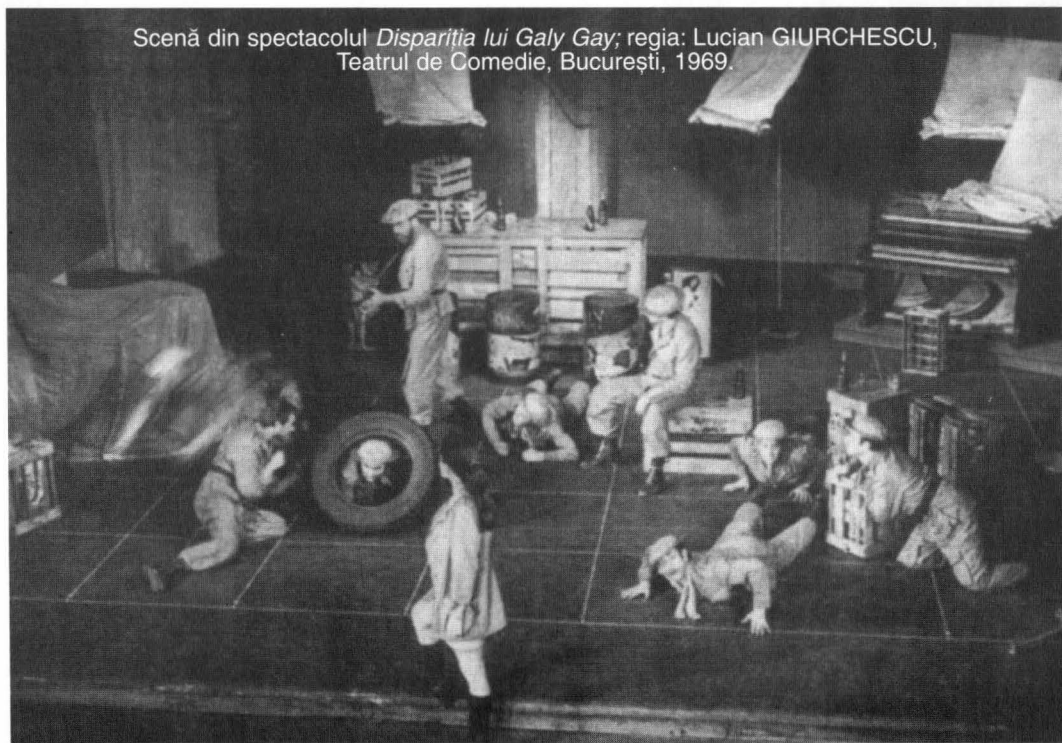 Scenă din spectacolul Dispariția lui Galy Gay; regia: Lucian GIURCHESCU,
Teatrul de Comedie, București, 1969.